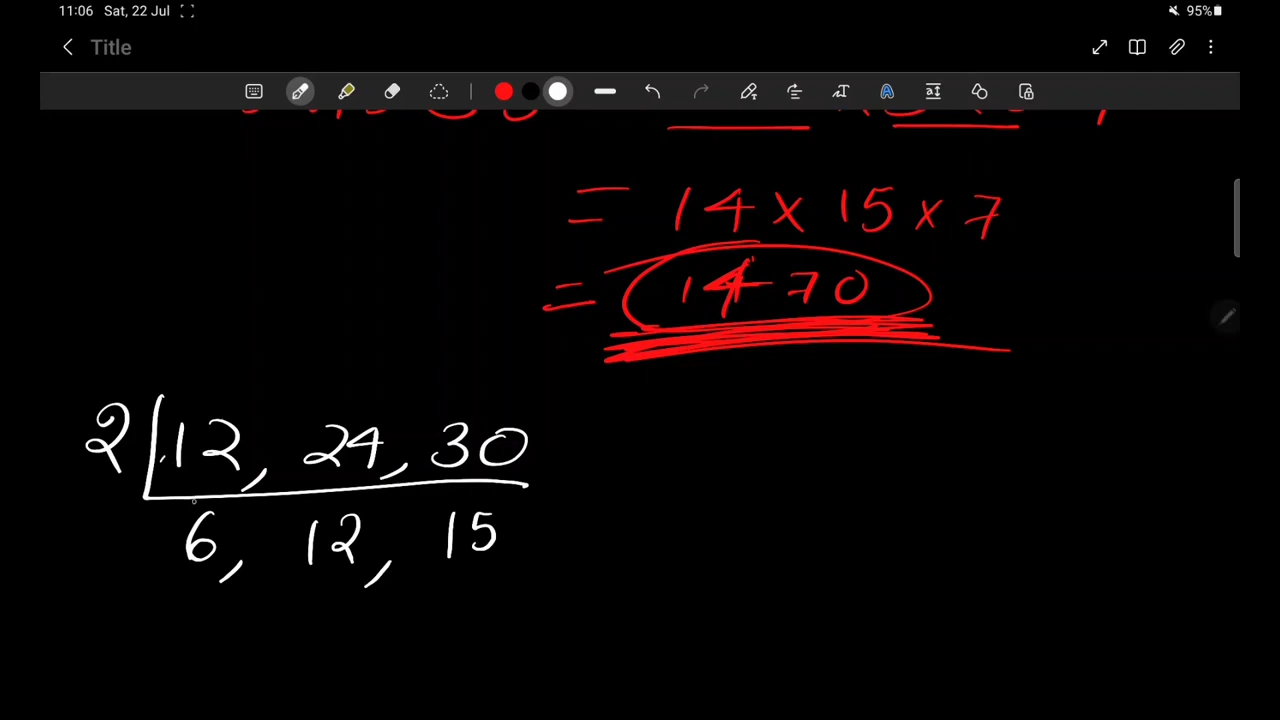 11:06 Sat, 22 Jul 95%
Title
= 14 x 15 x 7
= 1470
2 12, 24, 30
6, 12, 15